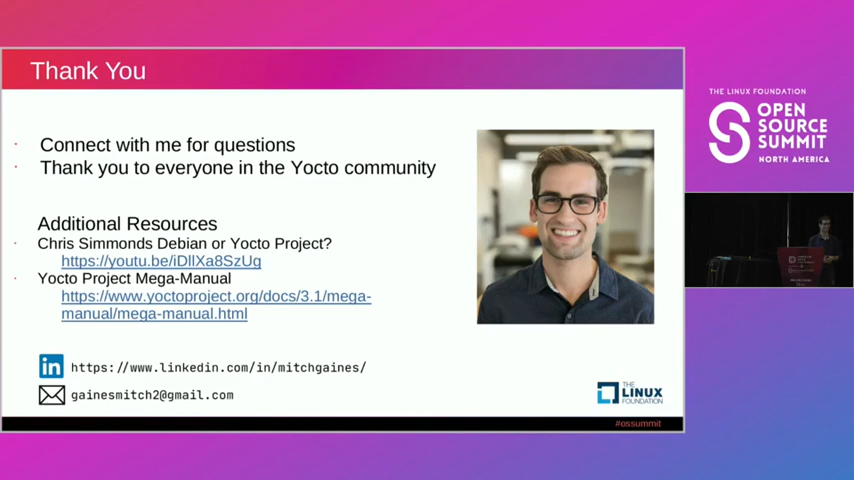 Thank You
Connect with me for questions
Thank you to everyone in the Yocto community
Additional Resources
Chris Simmonds Debian or Yocto Project?
https://youtu.be/iDllXa8SzUg
Yocto Project Mega-Manual
https://www.yoctoproject.org/docs/3.1/mega-
manual/mega-manual.html
in https://www.linkedin.com/in/mitchgaines/
gainesmitch2@gmail.com
THE
LINUX
FOUNDATION
#ossummit
THE LINUX FOUNDATION
OPEN
SOURCE
SUMMIT
NORTH AMERICA